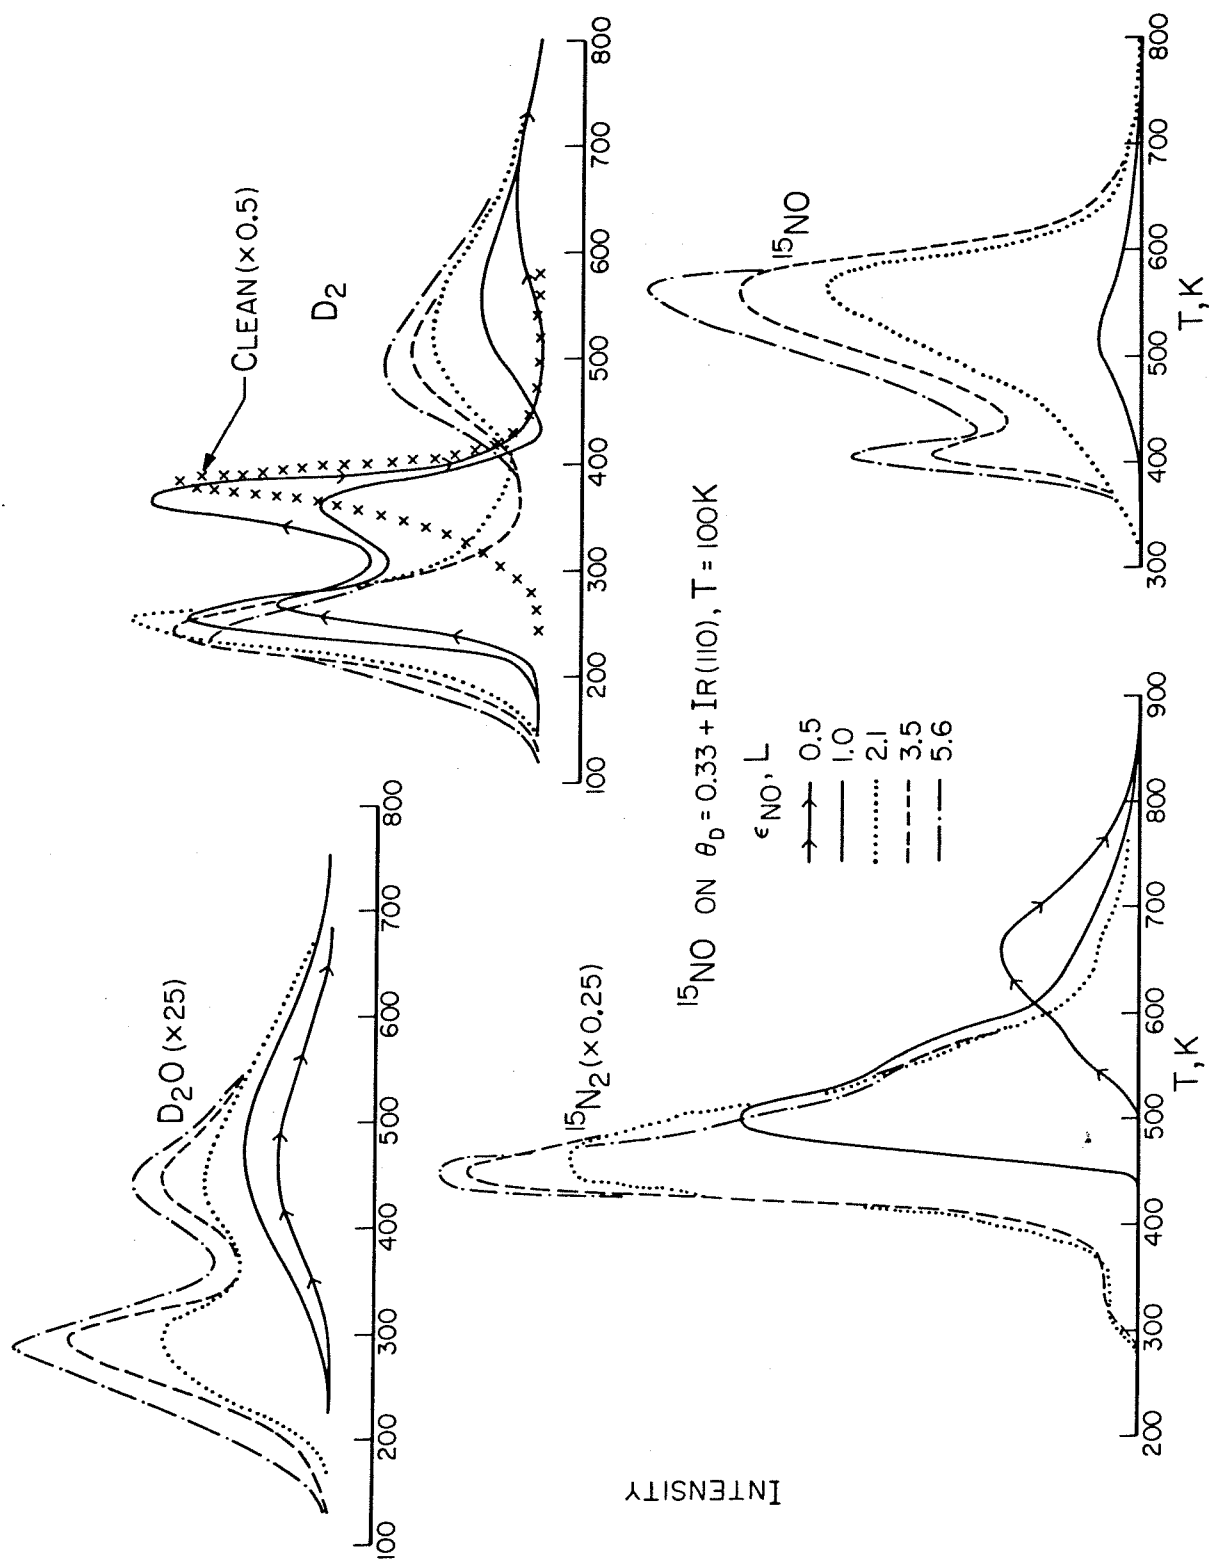 D2O (×25)
100 200 300 400 500 600 700 800
CLEAN (×0.5)
D2
100 200 300 400 500 600 700 800
INTENSITY
15N2 (×0.25)
200 300 400 500 600 700 800 900
T, K
15NO ON θD = 0.33 + IR(110), T = 100K
ϵNO, L
0.5
1.0
2.1
3.5
5.6
15NO
300 400 500 600 700 800
T, K